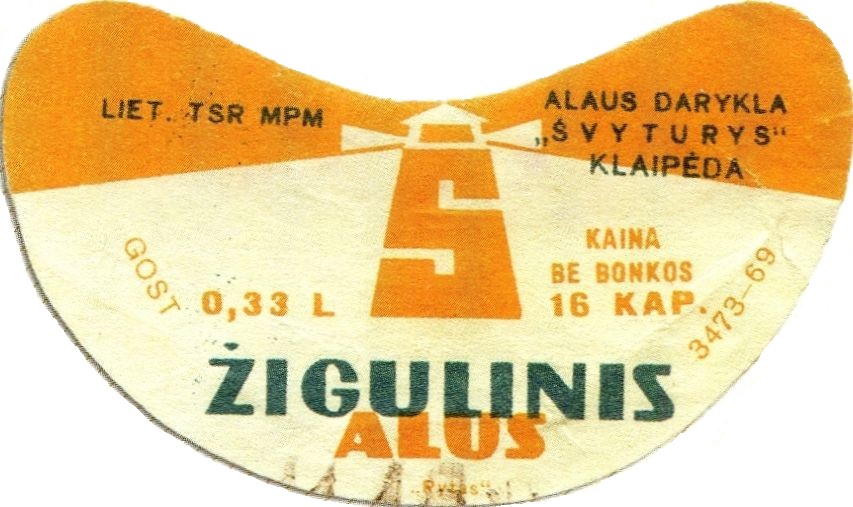 LIET. TSR MPM
ALAUS DARYKLA
„ŠVYTURYS“
KLAIPĖDA
S
GOST
0,33 L
KAINA
BE BONKOS
16 KAP.
3473-69
ŽIGULINIS
ALUS
„Rytas“